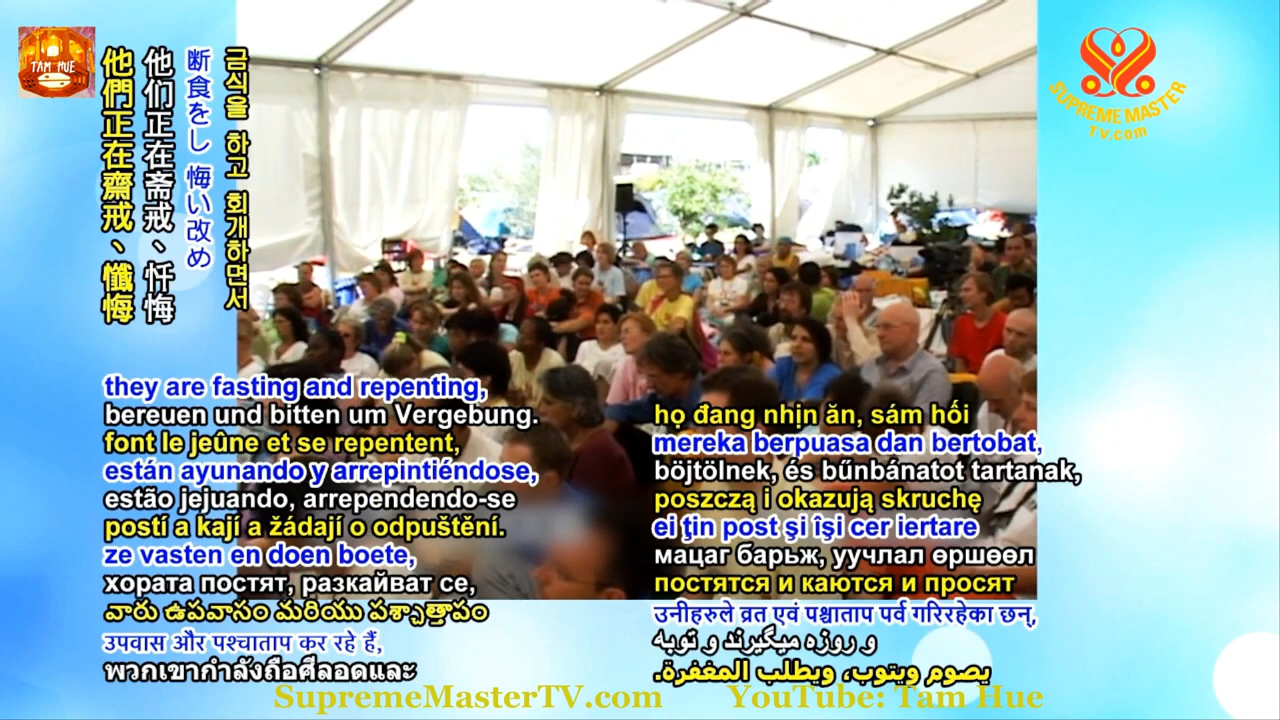 TAM HUE
他們正在齋戒、懺悔
他们正在斋戒、忏悔
断食をし 悔い改め
금식을 하고 회개하면서
SUPREME MASTER
TV.com
they are fasting and repenting,
bereuen und bitten um Vergebung.
font le jeûne et se repentent,
están ayunando y arrepintiéndose,
estão jejuando, arrependendo-se
postí a kají a žádají o odpuštění.
ze vasten en doen boete,
хората постят, разкайват се,
వారు ఉపవాసం మరియు పశ్చాత్తాపం
उपवास और पश्चाताप कर रहे हैं,
พวกเขากำลังถือศีลอดและ
họ đang nhịn ăn, sám hối
mereka berpuasa dan bertobat,
böjtölnek, és bűnbánatot tartanak,
poszczą i okazują skruchę
ei ţin post şi îşi cer iertare
мацаг барьж, уучлал өршөөл
постятся и каются и просят
उनीहरुले व्रत एवं पश्चाताप पर्व गरिरहेका छन्,
و روزه میگیرند و توبه
يصوم ويتوب، ويطلب المغفرة.
SupremeMasterTV.com
YouTube: Tam Hue